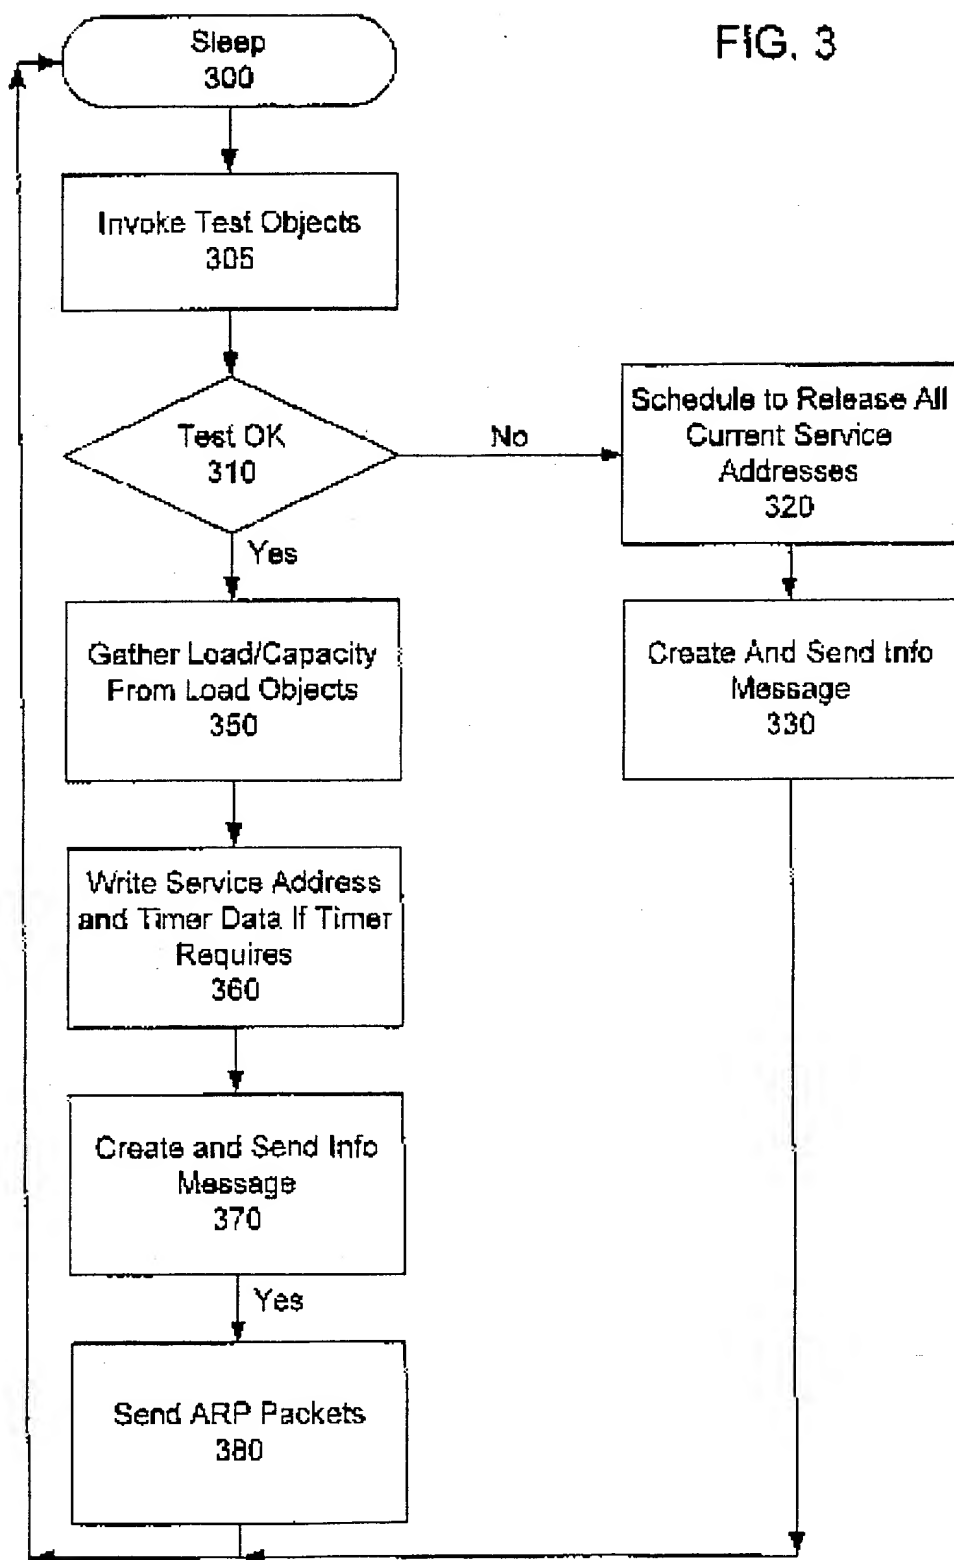 FIG. 3
Sleep
300
Invoke Test Objects
305
Test OK
310
No
Schedule to Release All
Current Service
Addresses
320
Yes
Gather Load/Capacity
From Load Objects
350
Create And Send Info
Message
330
Write Service Address
and Timer Data If Timer
Requires
360
Create and Send Info
Message
370
Yes
Send ARP Packets
380